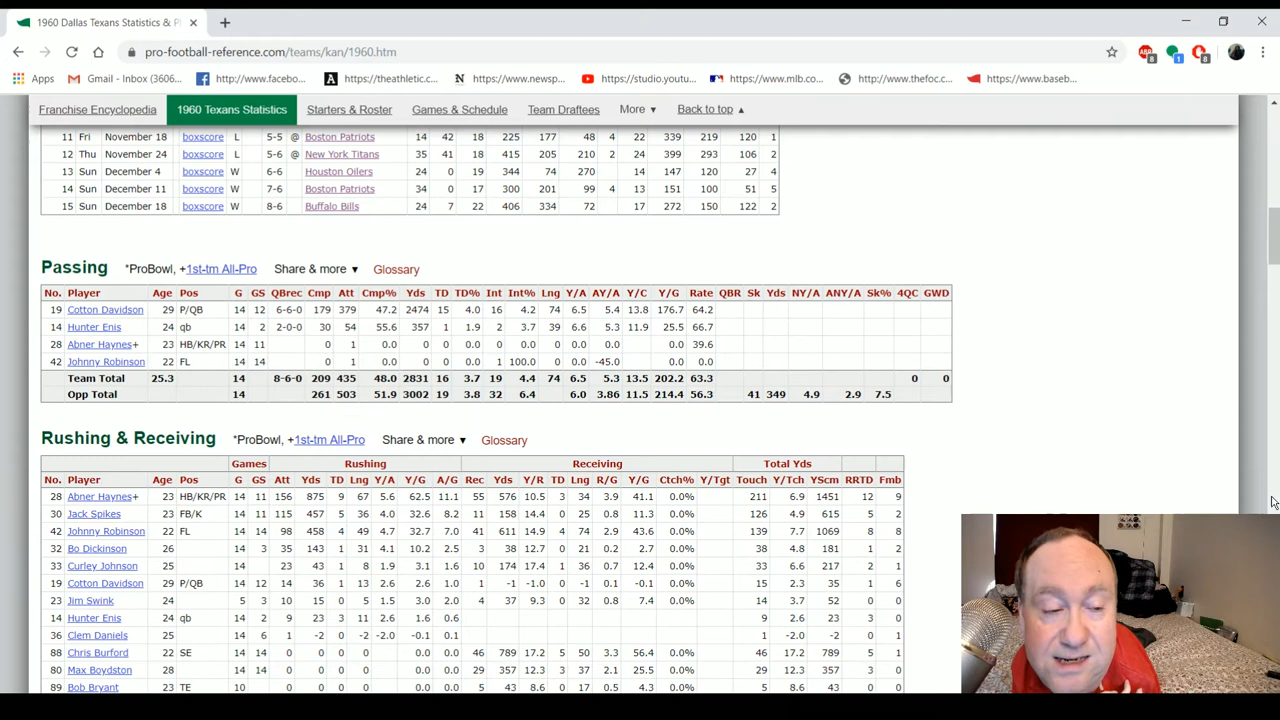 1960 Dallas Texans Statistics & Pl
pro-football-reference.com/teams/kan/1960.htm
Apps Gmail - Inbox (3606... http://www.facebo... https://theathletic.c... https://www.newsp... https://studio.youtu... https://www.mlb.co... http://www.thefoc.c... https://www.baseb...
Franchise Encyclopedia 1960 Texans Statistics Starters & Roster Games & Schedule Team Draftees More ▼ Back to top ▲
11 Fri November 18 boxscore L 5-5 @ Boston Patriots 14 42 18 225 177 48 4 22 339 219 120 1
12 Thu November 24 boxscore L 5-6 @ New York Titans 35 41 18 415 205 210 2 24 399 293 106 2
13 Sun December 4 boxscore W 6-6 Houston Oilers 24 0 19 344 74 270 14 147 120 27 4
14 Sun December 11 boxscore W 7-6 Boston Patriots 34 0 17 300 201 99 4 13 151 100 51 5
15 Sun December 18 boxscore W 8-6 Buffalo Bills 24 7 22 406 334 72 17 272 150 122 2
Passing *ProBowl, +1st-tm All-Pro Share & more ▼ Glossary
No. Player Age Pos G GS QBrec Cmp Att Cmp% Yds TD TD% Int Int% Lng Y/A AY/A Y/C Y/G Rate QBR Sk Yds NY/A ANY/A Sk% 4QC GWD
19 Cotton Davidson 29 P/QB 14 12 6-6-0 179 379 47.2 2474 15 4.0 16 4.2 74 6.5 5.4 13.8 176.7 64.2
14 Hunter Enis 24 qb 14 2 2-0-0 30 54 55.6 357 1 1.9 2 3.7 39 6.6 5.3 11.9 25.5 66.7
28 Abner Haynes+ 23 HB/KR/PR 14 11 0 1 0.0 0 0 0.0 0 0.0 0 0.0 0.0 0.0 39.6
42 Johnny Robinson 22 FL 14 14 0 1 0.0 0 0 0.0 1 100.0 0 0.0 -45.0 0.0 0.0
Team Total 25.3 14 8-6-0 209 435 48.0 2831 16 3.7 19 4.4 74 6.5 5.3 13.5 202.2 63.3 0 0
Opp Total 14 261 503 51.9 3002 19 3.8 32 6.4 6.0 3.86 11.5 214.4 56.3 41 349 4.9 2.9 7.5
Rushing & Receiving *ProBowl, +1st-tm All-Pro Share & more ▼ Glossary
Games Rushing Receiving Total Yds
No. Player Age Pos G GS Att Yds TD Lng Y/A Y/G A/G Rec Yds Y/R TD Lng R/G Y/G Ctch% Y/Tgt Touch Y/Tch YScm RRTD Fmb
28 Abner Haynes+ 23 HB/KR/PR 14 11 156 875 9 67 5.6 62.5 11.1 55 576 10.5 3 34 3.9 41.1 0.0% 211 6.9 1451 12 9
30 Jack Spikes 23 FB/K 14 11 115 457 5 36 4.0 32.6 8.2 11 158 14.4 0 25 0.8 11.3 0.0% 126 4.9 615 5 2
42 Johnny Robinson 22 FL 14 14 98 458 4 49 4.7 32.7 7.0 41 611 14.9 4 74 2.9 43.6 0.0% 139 7.7 1069 8 8
32 Bo Dickinson 26 14 3 35 143 1 31 4.1 10.2 2.5 3 38 12.7 0 21 0.2 2.7 0.0% 38 4.8 181 1 2
33 Curley Johnson 25 14 23 43 1 8 1.9 3.1 1.6 10 174 17.4 1 36 0.7 12.4 0.0% 33 6.6 217 2 1
19 Cotton Davidson 29 P/QB 14 12 14 36 1 13 2.6 2.6 1.0 1 -1 -1.0 0 -1 0.1 -0.1 0.0% 15 2.3 35 1 6
23 Jim Swink 24 5 3 10 15 0 5 1.5 3.0 2.0 4 37 9.3 0 32 0.8 7.4 0.0% 14 3.7 52 0 0
14 Hunter Enis 24 qb 14 2 9 23 3 11 2.6 1.6 0.6 9 2.6 23 3 0
36 Clem Daniels 25 14 6 1 -2 0 -2 -2.0 -0.1 0.1 1 -2.0 -2 0 1
88 Chris Burford 22 SE 14 14 0 0 0 0 0.0 0.0 46 789 17.2 5 50 3.3 56.4 0.0% 46 17.2 789 5 1
80 Max Boydston 28 14 14 0 0 0 0 0.0 0.0 29 357 12.3 3 37 2.1 25.5 0.0% 29 12.3 357 3 0
89 Bob Bryant 23 TE 10 0 0 0 0 0.0 0.0 5 43 8.6 0 17 0.5 4.3 0.0% 5 8.6 43 0 0